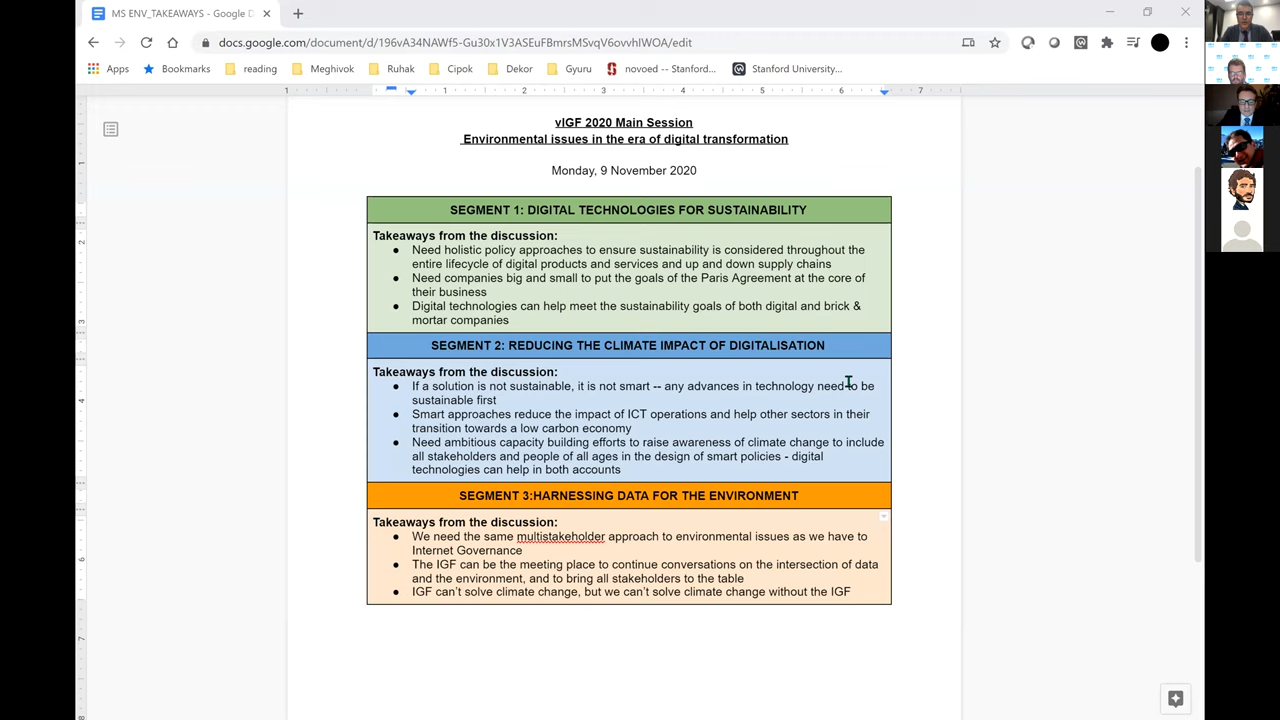 MS ENV_TAKEAWAYS - Google D
docs.google.com/document/d/196vA34NAWf5-Gu30x1V3ASEuFBmrsMSvqV6ovvhIWOA/edit
Apps Bookmarks reading Meghivok Ruhak Cipok D Class Huyuru novoed -- Stanford... Stanford University...
1 1 2 3 4 5 6 7
vIGF 2020 Main Session
Environmental issues in the era of digital transformation
Monday, 9 November 2020
SEGMENT 1: DIGITAL TECHNOLOGIES FOR SUSTAINABILITY
Takeaways from the discussion:
● Need holistic policy approaches to ensure sustainability is considered throughout the
entire lifecycle of digital products and services and up and down supply chains
● Need companies big and small to put the goals of the Paris Agreement at the core of
their business
● Digital technologies can help meet the sustainability goals of both digital and brick &
mortar companies
SEGMENT 2: REDUCING THE CLIMATE IMPACT OF DIGITALISATION
Takeaways from the discussion:
● If a solution is not sustainable, it is not smart -- any advances in technology need to be
sustainable first
● Smart approaches reduce the impact of ICT operations and help other sectors in their
transition towards a low carbon economy
● Need ambitious capacity building efforts to raise awareness of climate change to include
all stakeholders and people of all ages in the design of smart policies - digital
technologies can help in both accounts
SEGMENT 3:HARNESSING DATA FOR THE ENVIRONMENT
Takeaways from the discussion:
● We need the same multistakeholder approach to environmental issues as we have to
Internet Governance
● The IGF can be the meeting place to continue conversations on the intersection of data
and the environment, and to bring all stakeholders to the table
● IGF can't solve climate change, but we can't solve climate change without the IGF